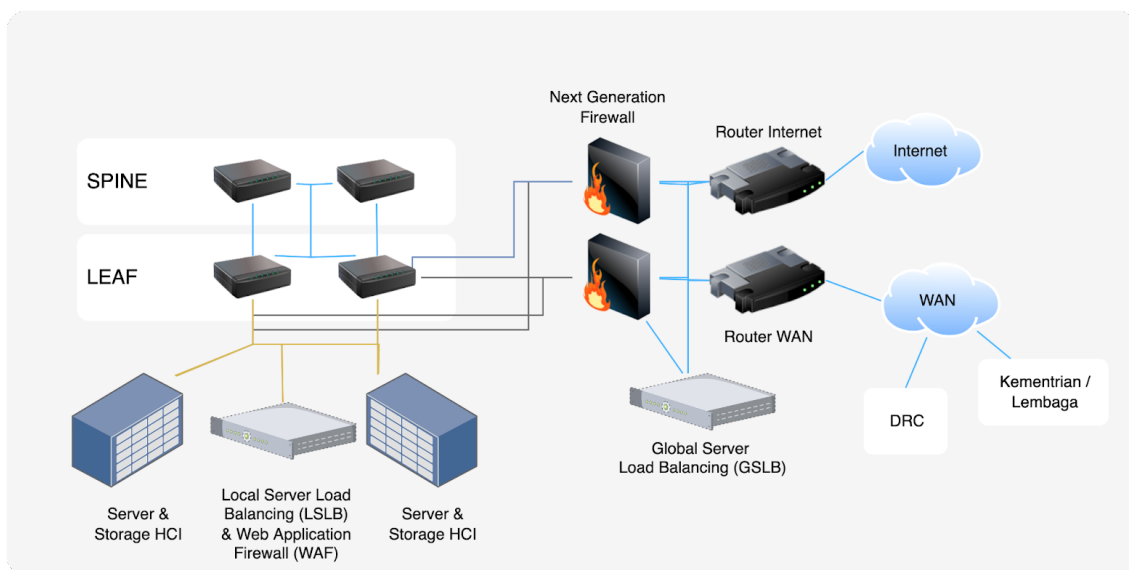 Next Generation
Firewall
Router Internet
Internet
SPINE
LEAF
WAN
Router WAN
Kementrian /
Lembaga
DRC
Global Server
Load Balancing (GSLB)
Server &
Storage HCI
Local Server Load
Balancing (LSLB)
& Web Application
Firewall (WAF)
Server &
Storage HCI